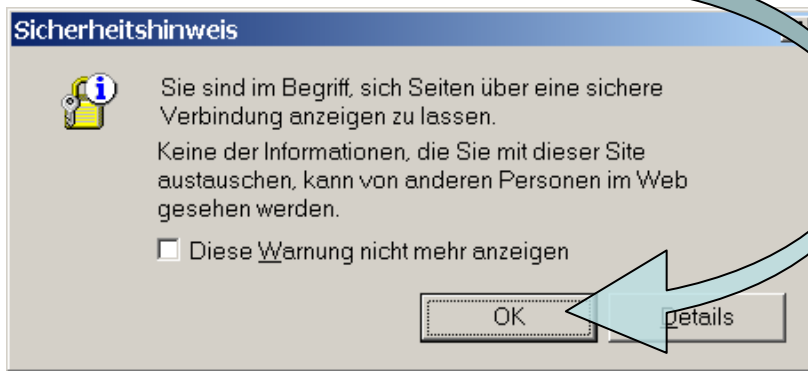 Sicherheitshinweis
Sie sind im Begriff, sich Seiten über eine sichere
Verbindung anzeigen zu lassen.
Keine der Informationen, die Sie mit dieser Site
austauschen, kann von anderen Personen im Web
gesehen werden.
Diese Warnung nicht mehr anzeigen
OK Details